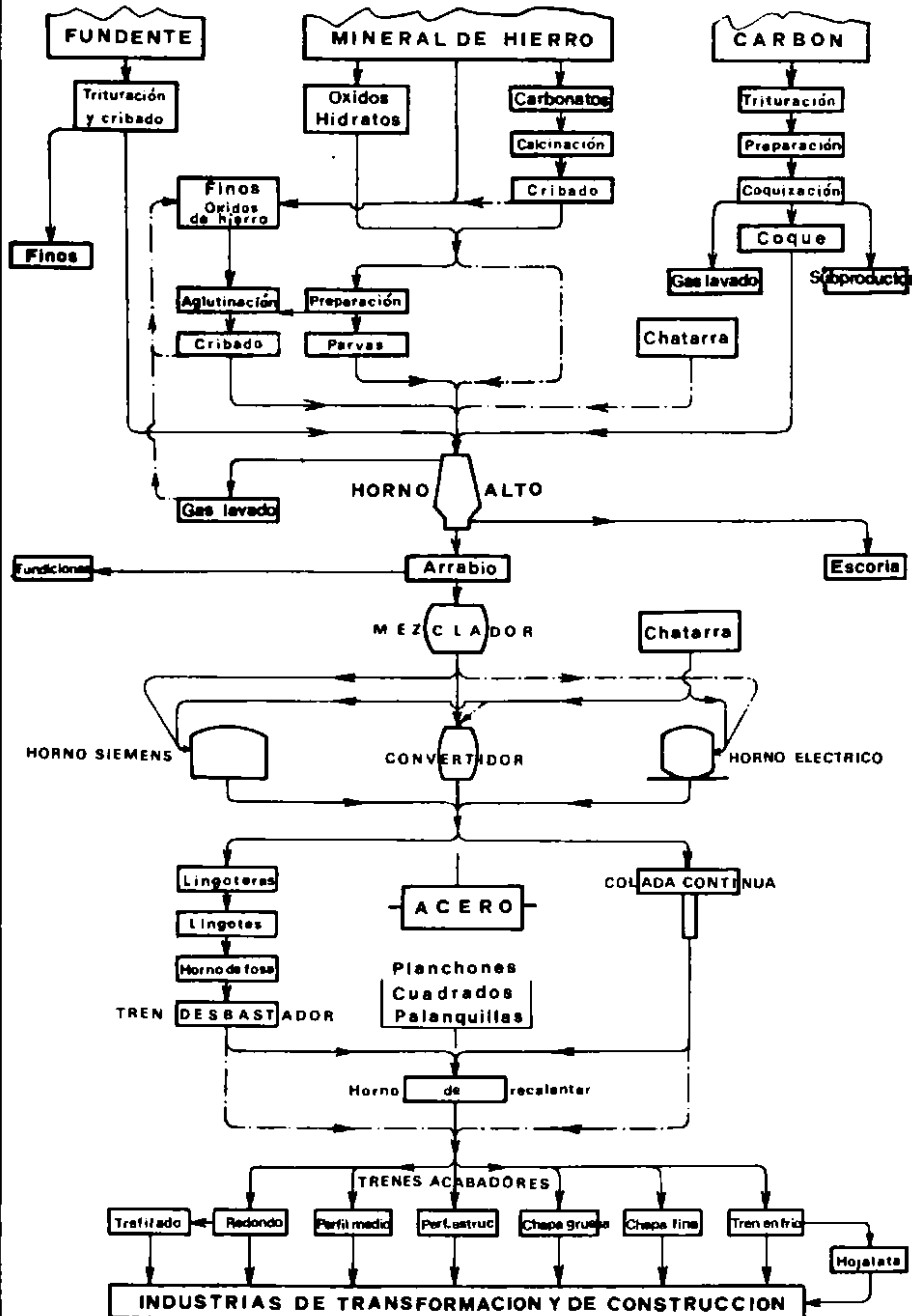 FUNDENTE
MINERAL DE HIERRO
CARBON
Trituración
y cribado
Oxidos
Hidratos
Carbonatos
Trituración
Calcinación
Preparación
Finos
Oxidos
de hierro
Cribado
Coquización
Finos
Coque
Gas lavado
Subproductos
Aglutinación
Preparación
Cribado
Parvas
Chatarra
HORNO ALTO
Gas lavado
Fundiciones
Arrabio
Escoria
MEZCLADOR
Chatarra
HORNO SIEMENS
CONVERTIDOR
HORNO ELECTRICO
Lingoteras
COLADA CONTINUA
ACERO
Lingotes
Horno de fosa
Planchones
Cuadrados
Palanquillas
TREN DESBASTADOR
Horno de recalentar
TRENES ACABADORES
Trefilado
Redondo
Perfil medio
Perf. estruc
Chapa gruesa
Chapa fina
Tren en frio
Hojalata
INDUSTRIAS DE TRANSFORMACION Y DE CONSTRUCCION